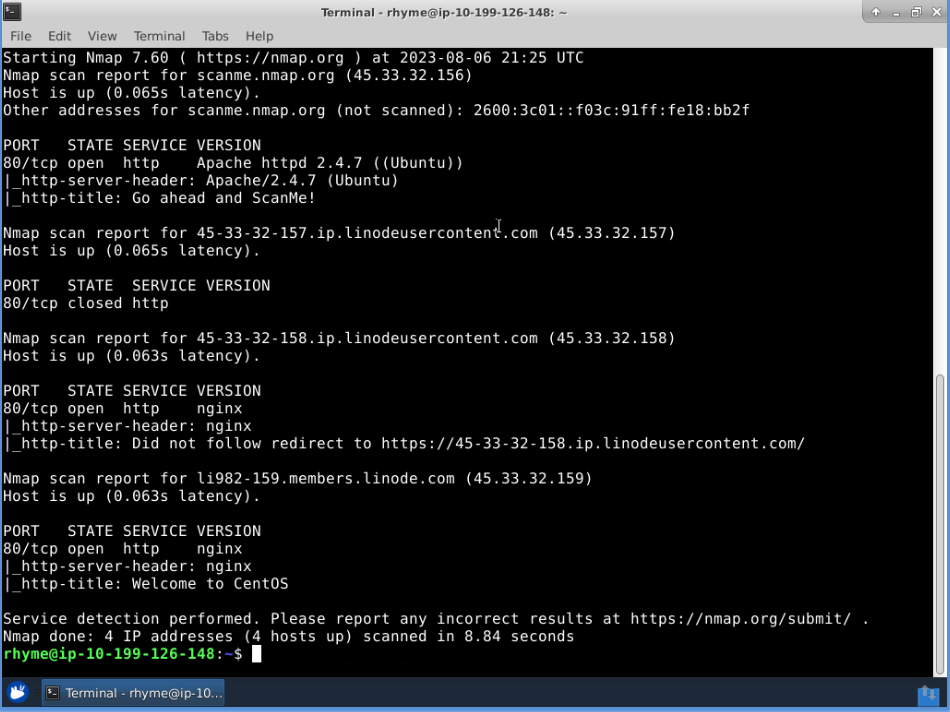 Terminal - rhyme@ip-10-199-126-148: ~
File Edit View Terminal Tabs Help
Starting Nmap 7.60 ( https://nmap.org ) at 2023-08-06 21:25 UTC
Nmap scan report for scanme.nmap.org (45.33.32.156)
Host is up (0.065s latency).
Other addresses for scanme.nmap.org (not scanned): 2600:3c01::f03c:91ff:fe18:bb2f
PORT   STATE SERVICE VERSION
80/tcp open  http    Apache httpd 2.4.7 ((Ubuntu))
|_http-server-header: Apache/2.4.7 (Ubuntu)
|_http-title: Go ahead and ScanMe!
Nmap scan report for 45-33-32-157.ip.linodeusercontent.com (45.33.32.157)
Host is up (0.065s latency).
PORT   STATE  SERVICE VERSION
80/tcp closed http
Nmap scan report for 45-33-32-158.ip.linodeusercontent.com (45.33.32.158)
Host is up (0.063s latency).
PORT   STATE SERVICE VERSION
80/tcp open  http    nginx
|_http-server-header: nginx
|_http-title: Did not follow redirect to https://45-33-32-158.ip.linodeusercontent.com/
Nmap scan report for li982-159.members.linode.com (45.33.32.159)
Host is up (0.063s latency).
PORT   STATE SERVICE VERSION
80/tcp open  http    nginx
|_http-server-header: nginx
|_http-title: Welcome to CentOS
Service detection performed. Please report any incorrect results at https://nmap.org/submit/ .
Nmap done: 4 IP addresses (4 hosts up) scanned in 8.84 seconds
rhyme@ip-10-199-126-148:~$
Terminal - rhyme@ip-10...